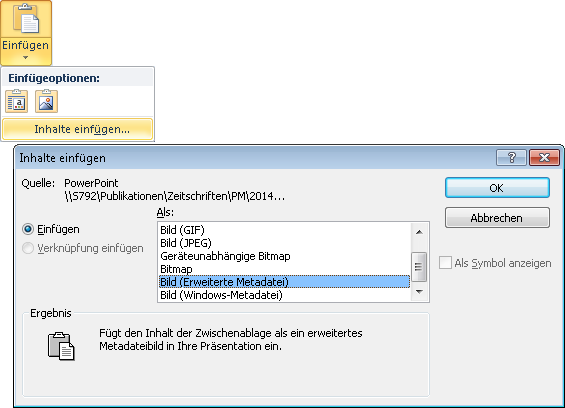 Einfügen
Einfügeoptionen:
a
Inhalte einfügen...
Inhalte einfügen
?
Quelle: PowerPoint
\\S792\Publikationen\Zeitschriften\PM\2014...
OK
Abbrechen
Als:
Einfügen
Verknüpfung einfügen
Bild (GIF)
Bild (JPEG)
Geräteunabhängige Bitmap
Bitmap
Bild (Erweiterte Metadatei)
Bild (Windows-Metadatei)
Als Symbol anzeigen
Ergebnis
Fügt den Inhalt der Zwischenablage als ein erweitertes
Metadateibild in Ihre Präsentation ein.